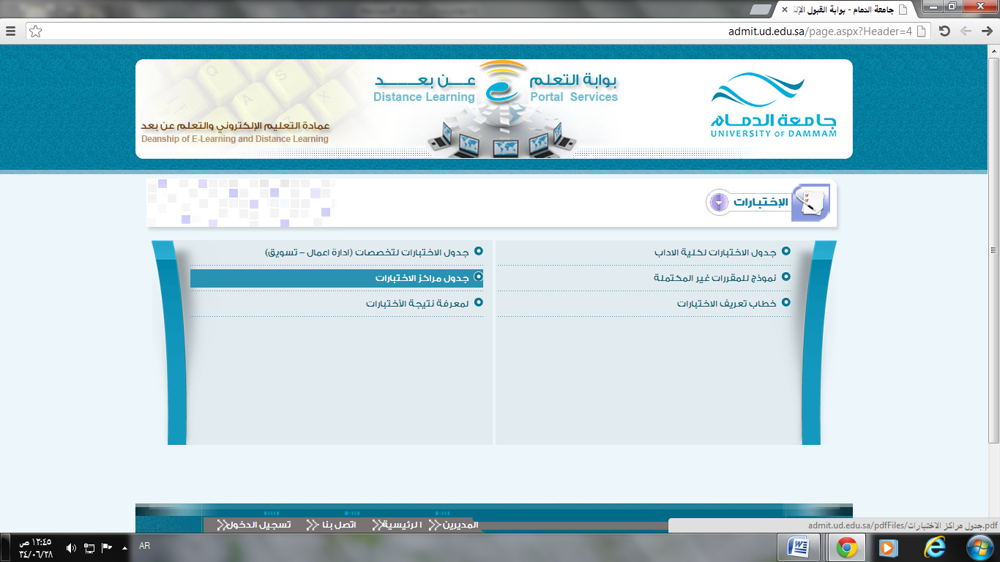 جامعة الدمام - بوابة القبول الإلك
admit.ud.edu.sa/page.aspx?Header=4
بوابة التعلم عن بعد
Distance Learning Portal Services
جامعة الدمام
UNIVERSITY OF DAMMAM
عمادة التعليم الإلكتروني والتعلم عن بعد
Deanship of E-Learning and Distance Learning
الإختبارات
جدول الاختبارات لكلية الاداب
نموذج للمقررات غير المكتملة
خطاب تعريف الاختبارات
جدول الاختبارات لتخصصات (ادارة اعمال – تسويق)
جدول مراكز الاختبارات
لمعرفة نتيجة الأختبارات
المديرين
الرئيسية
اتصل بنا
تسجيل الدخول
admit.ud.edu.sa/pdfFiles/جدول مراكز الاختبارات.pdf
AR
١٢:٤٥ ص
٣٤/٠٦/٢٨